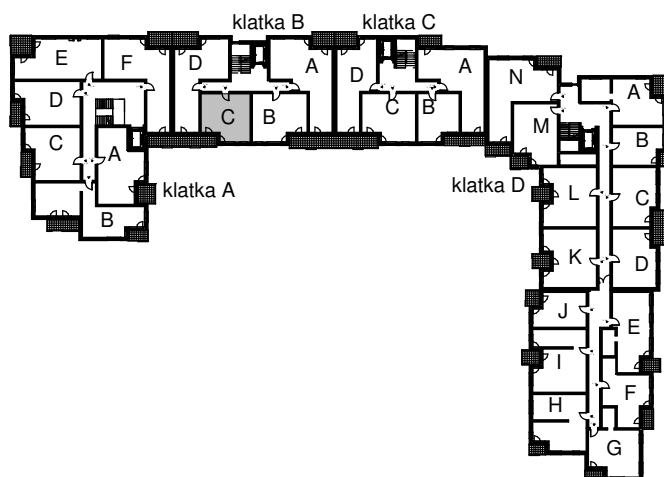 klatka B klatka C
E F D A D A
N
A
D
C C B C B M
B
C A
L C
klatka A klatka D
B
K D
J E
I
H F
G